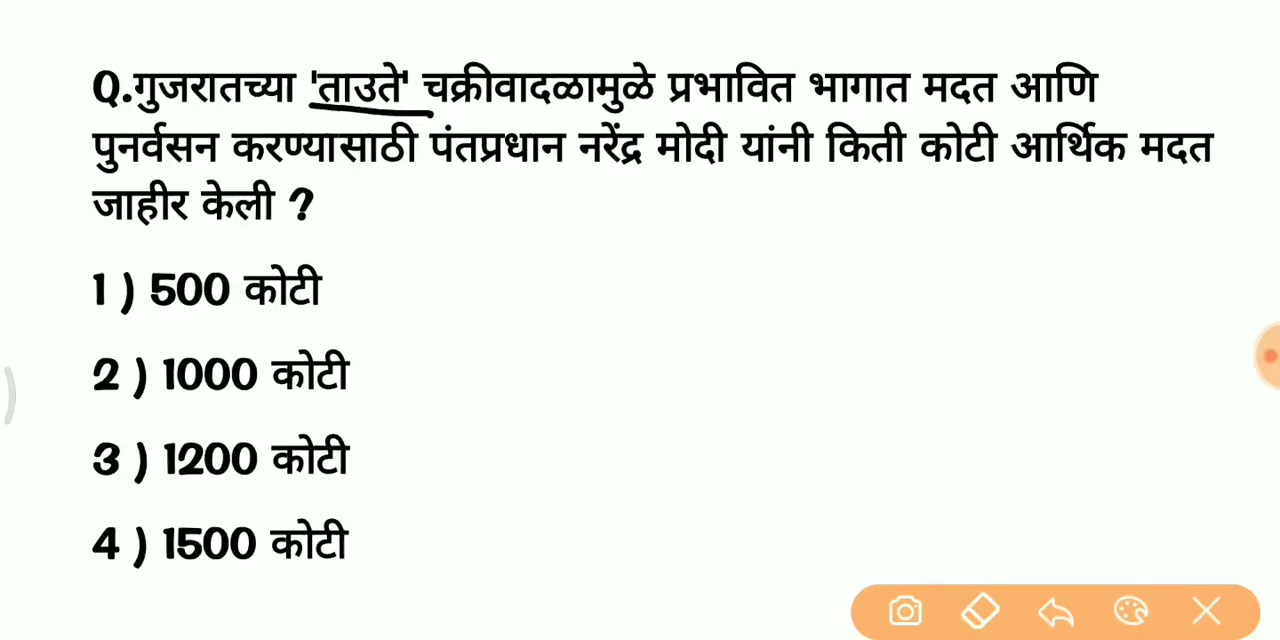 Q.गुजरातच्या 'ताउते' चक्रीवादळामुळे प्रभावित भागात मदत आणि
पुनर्वसन करण्यासाठी पंतप्रधान नरेंद्र मोदी यांनी किती कोटी आर्थिक मदत
जाहीर केली ?
1 ) 500 कोटी
2 ) 1000 कोटी
3 ) 1200 कोटी
4 ) 1500 कोटी